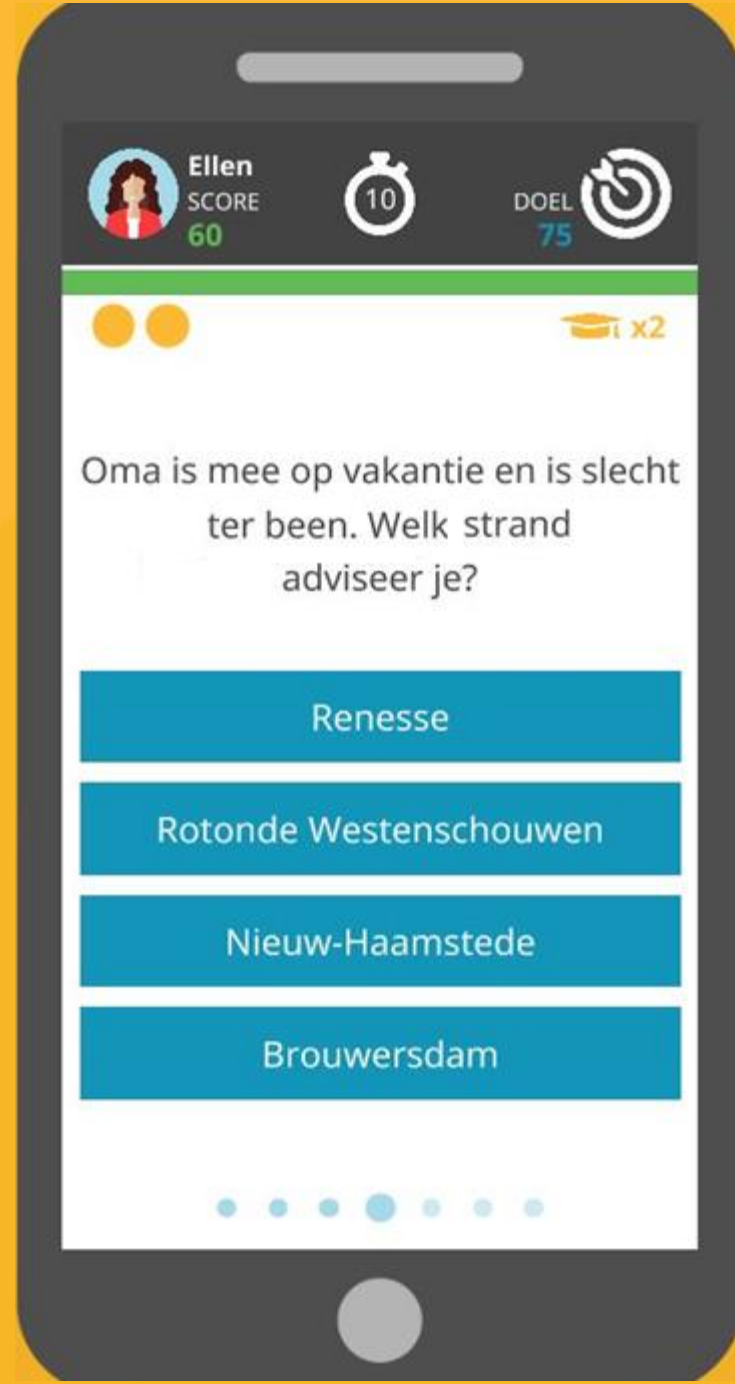 Ellen
SCORE
60
10
DOEL
75
x2
Oma is mee op vakantie en is slecht
ter been. Welk strand
adviseer je?
Renesse
Rotonde Westenschouwen
Nieuw-Haamstede
Brouwersdam